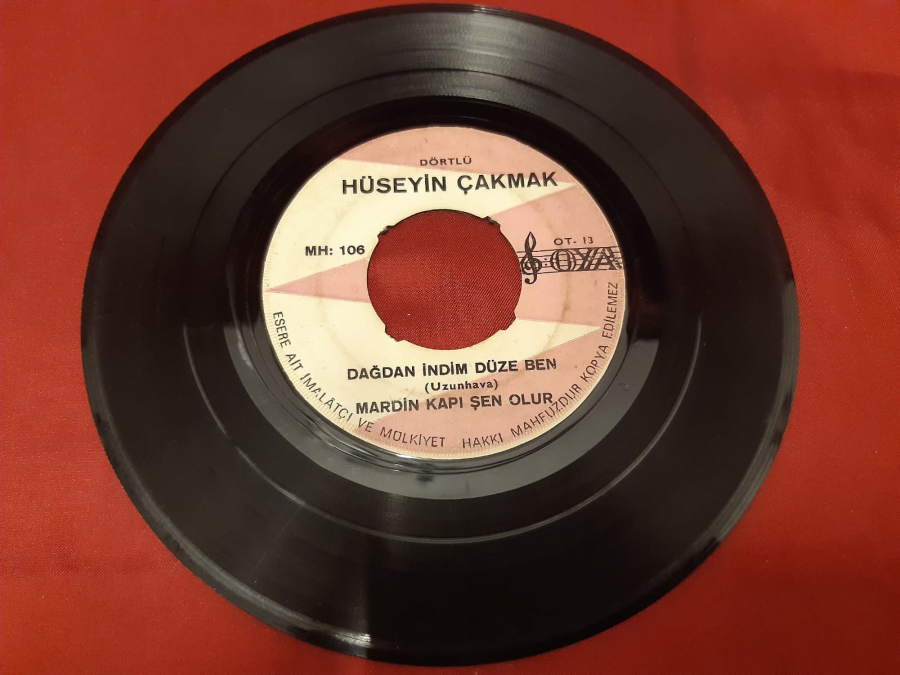 DÖRTLÜ
HÜSEYİN ÇAKMAK
MH: 106
OT- 13
OYA
DAĞDAN İNDİM DÜZE BEN
(Uzunhava)
MARDİN KAPI ŞEN OLUR
ESERE AİT İMALÂTÇI VE MÜLKİYET HAKKI MAHFUZDUR KOPYA EDİLEMEZ